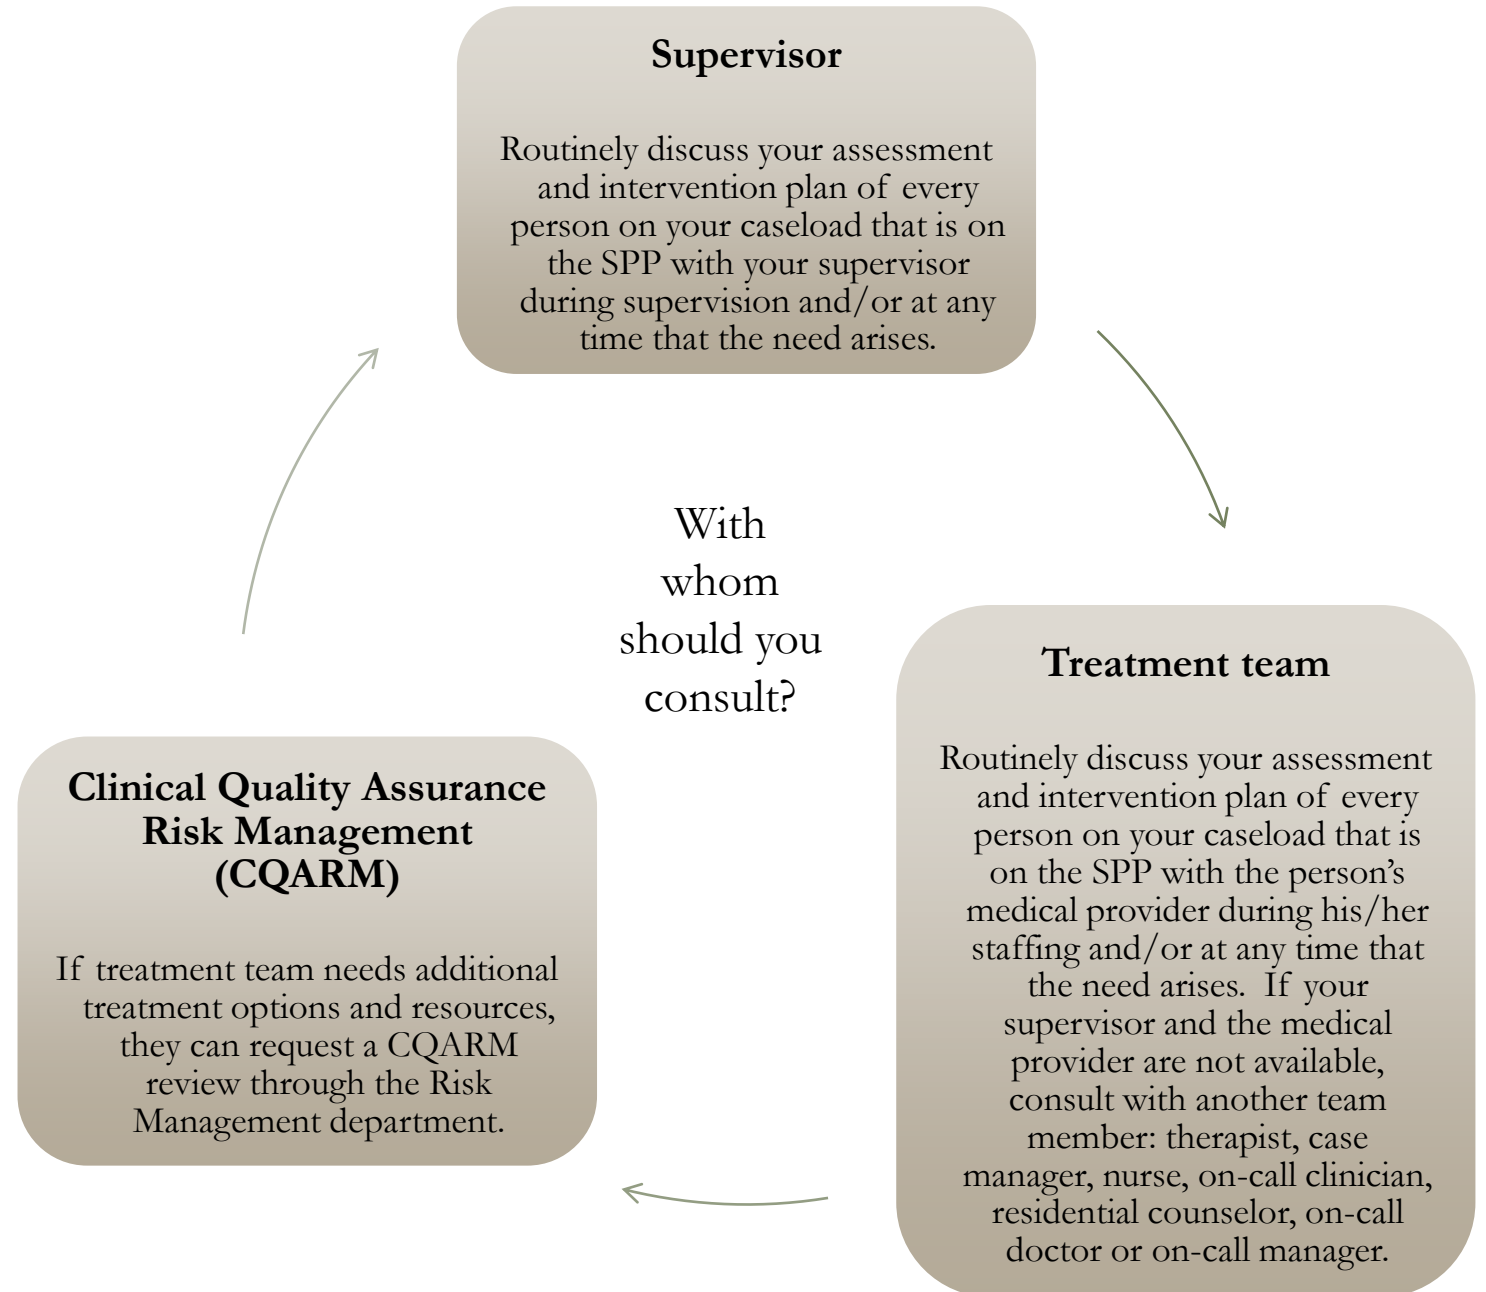 Supervisor
Routinely discuss your assessment
and intervention plan of every
person on your caseload that is on
the SPP with your supervisor
during supervision and/or at any
time that the need arises.
With
whom
should you
consult?
Treatment team
Routinely discuss your assessment
and intervention plan of every
person on your caseload that is
on the SPP with the person’s
medical provider during his/her
staffing and/or at any time that
the need arises.  If your
supervisor and the medical
provider are not available,
consult with another team
member: therapist, case
manager, nurse, on-call clinician,
residential counselor, on-call
doctor or on-call manager.
Clinical Quality Assurance
Risk Management
(CQARM)
If treatment team needs additional
treatment options and resources,
they can request a CQARM
review through the Risk
Management department.